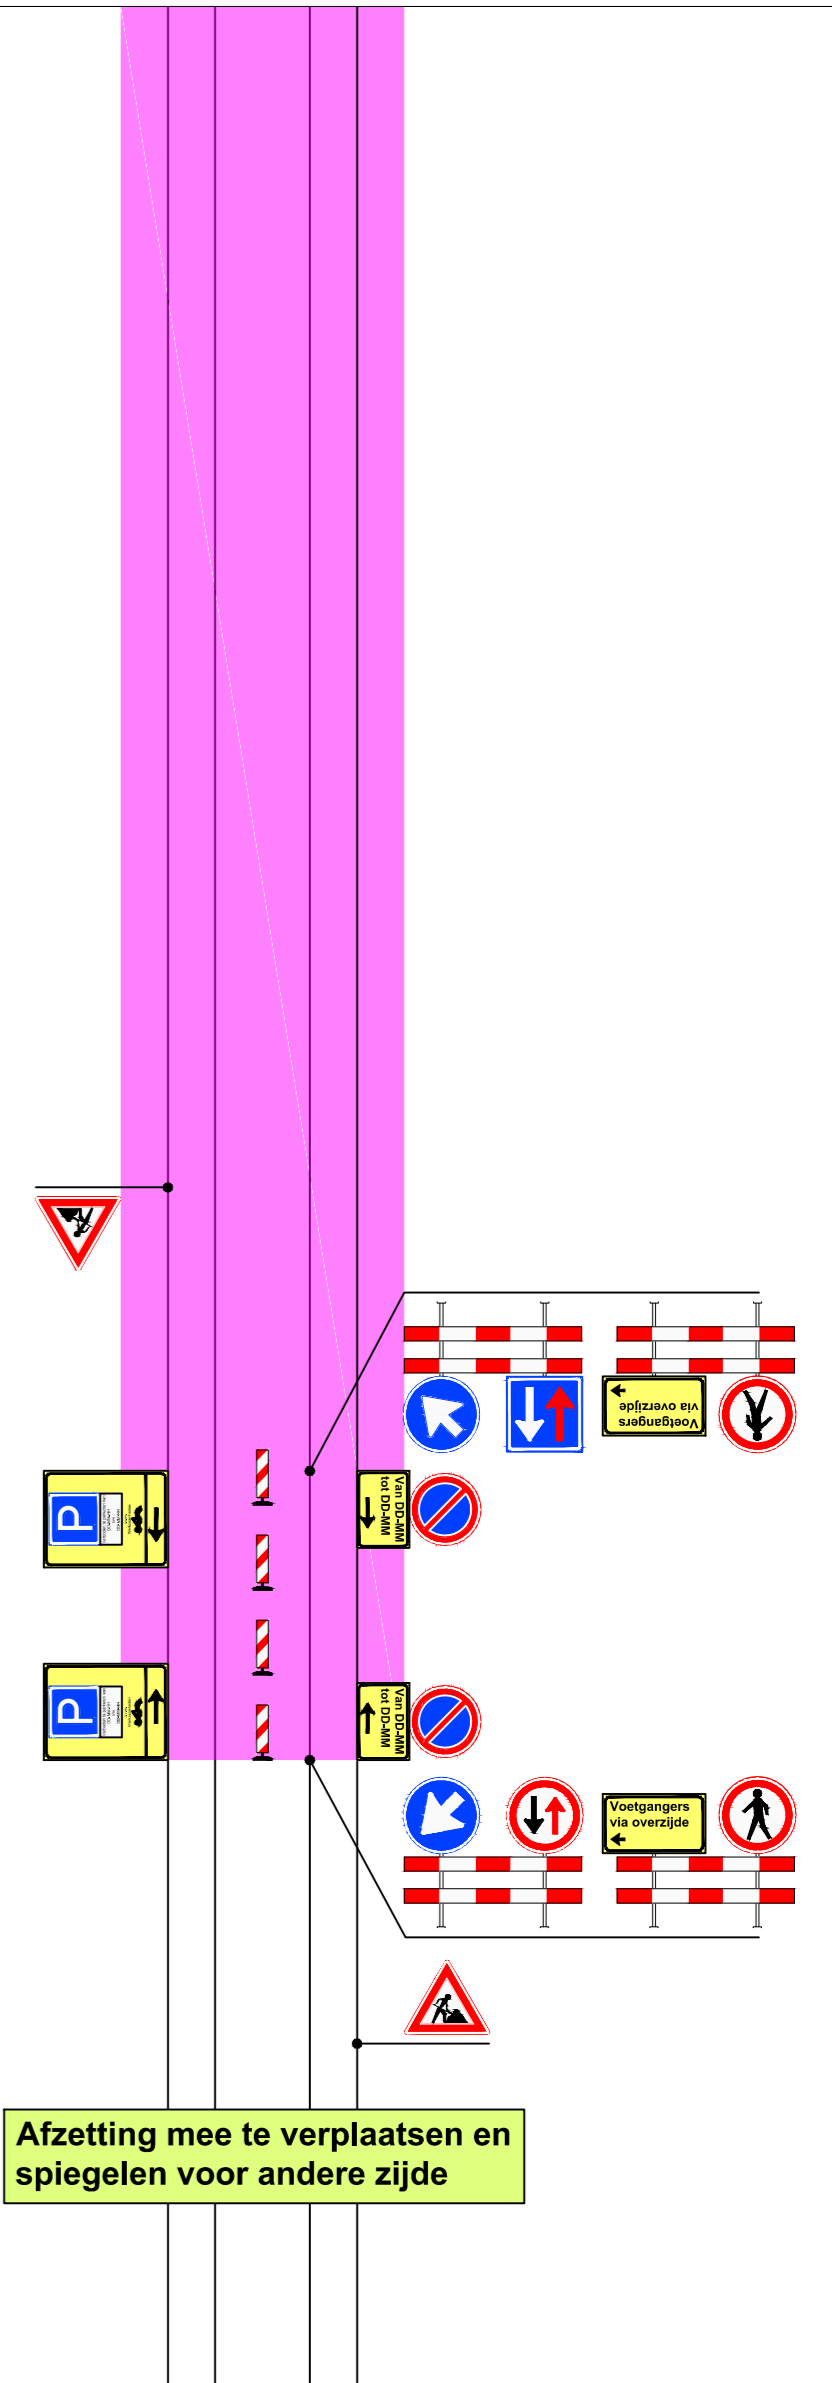 Voetgangers
via overzijde
P
Van DD-MM
tot DD-MM
P
Van DD-MM
tot DD-MM
Voetgangers
via overzijde
Afzetting mee te verplaatsen en
spiegelen voor andere zijde